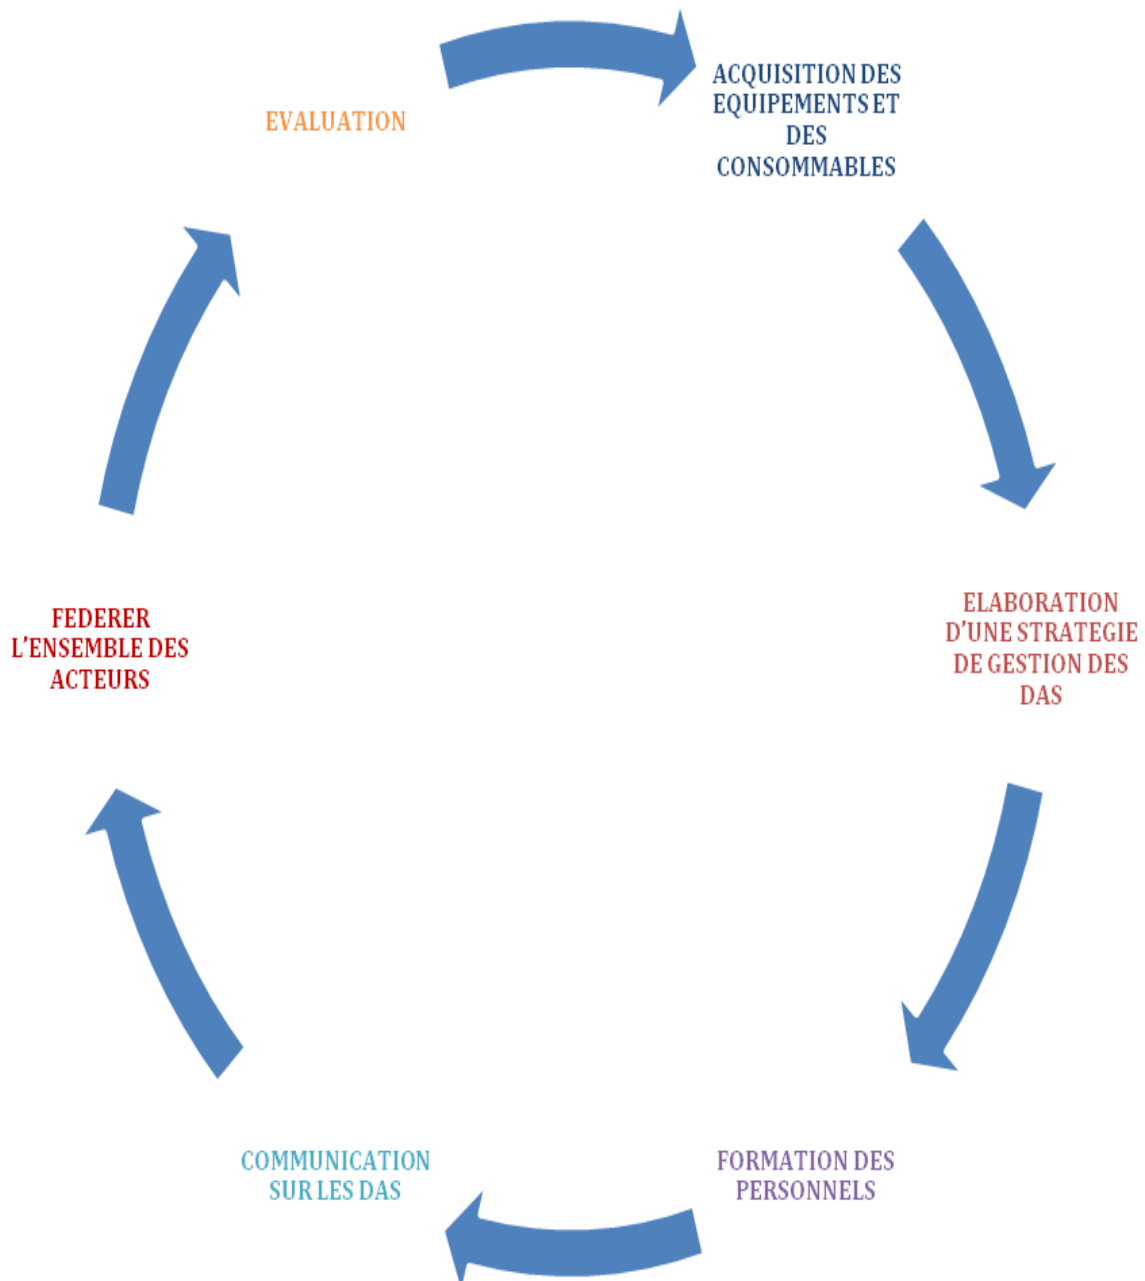 EVALUATION
ACQUISITION DES
EQUIPEMENTS ET
DES
CONSOMMABLES
ELABORATION
D'UNE STRATEGIE
DE GESTION DES
DAS
FORMATION DES
PERSONNELS
COMMUNICATION
SUR LES DAS
FEDERER
L'ENSEMBLE DES
ACTEURS